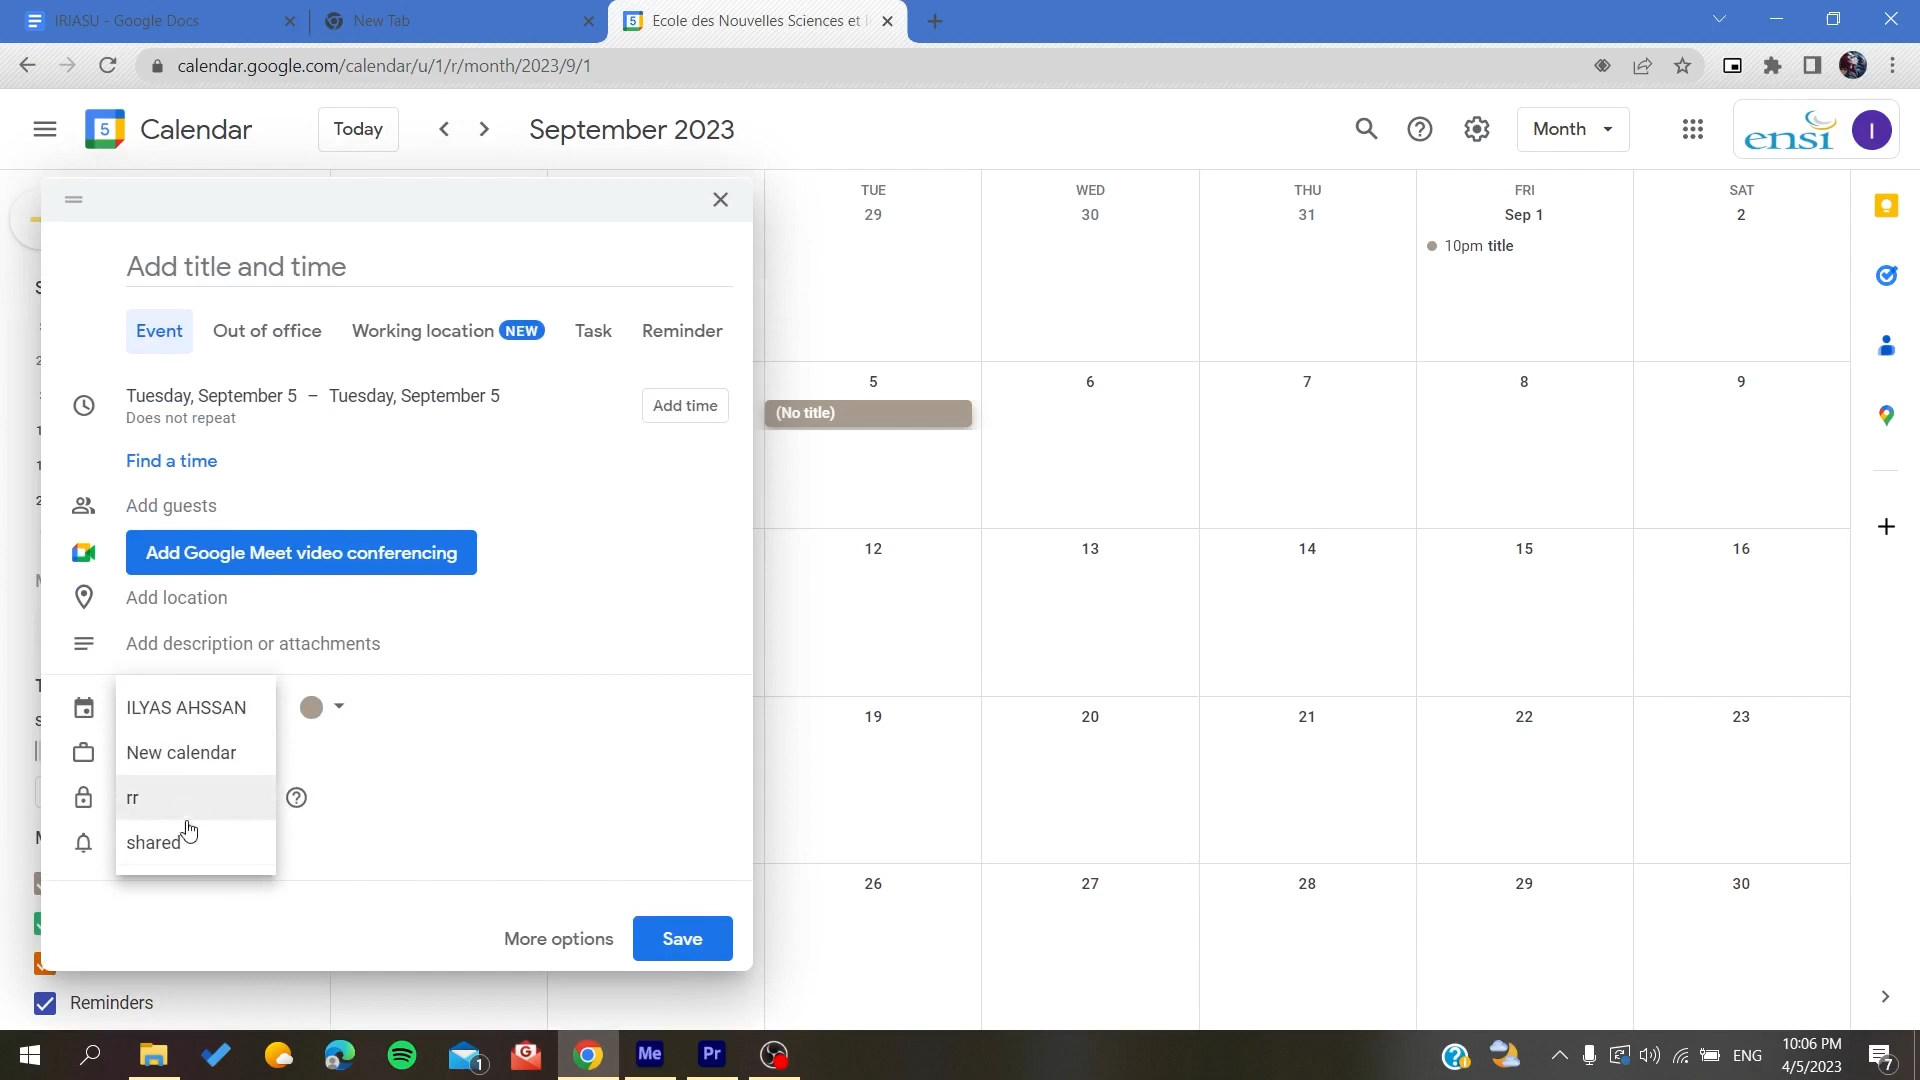 IRIASU - Google Docs
New Tab
5
Ecole des Nouvelles Sciences et I
calendar.google.com/calendar/u/1/r/month/2023/9/1
5
Calendar
Today
September 2023
Month
ensi
I
TUE
WED
THU
FRI
SAT
29
30
31
Sep 1
2
10pm title
Add title and time
Event
Out of office
Working location
NEW
Task
Reminder
Tuesday, September 5 – Tuesday, September 5
Does not repeat
Add time
Find a time
Add guests
Add Google Meet video conferencing
Add location
Add description or attachments
ILYAS AHSSAN
New calendar
rr
shared
More options
Save
5
6
7
8
9
(No title)
12
13
14
15
16
19
20
21
22
23
26
27
28
29
30
Reminders
1
Me
Pr
ENG
10:06 PM
4/5/2023
7